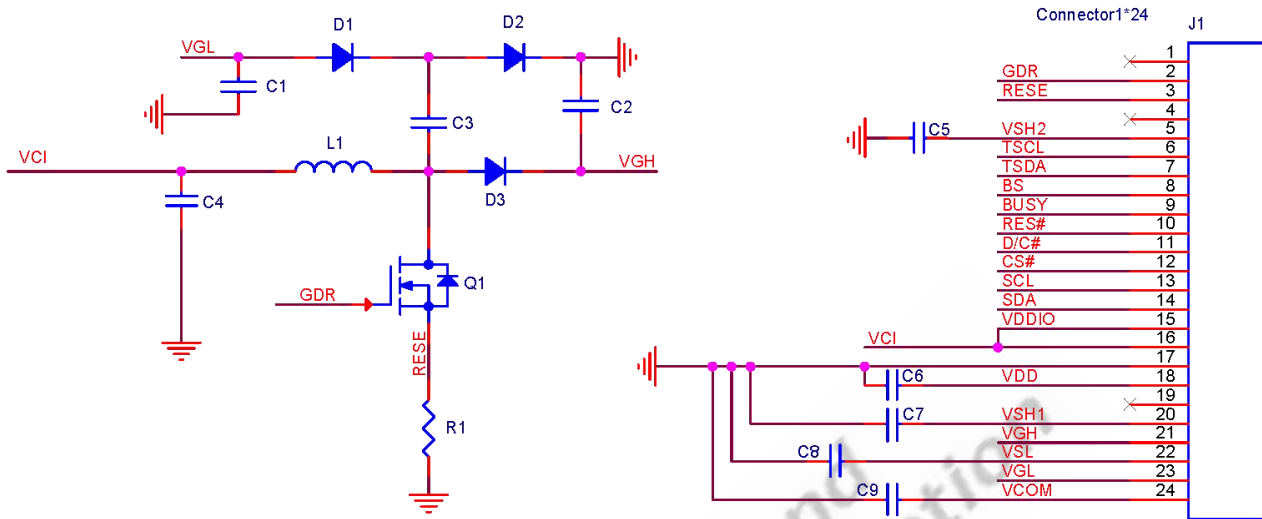 D1
D2
VGL
C1
C2
C3
VCI
L1
VGH
D3
C4
Q1
GDR
RESE
R1
Connector1*24
J1
1
GDR 2
RESE 3
4
C5 VSH2 5
TSCL 6
TSDA 7
BS 8
BUSY 9
RES# 10
D/C# 11
CS# 12
SCL 13
SDA 14
VDDIO 15
VCI 16
17
C6 VDD 18
19
C7 VSH1 20
VGH 21
C8 VSL 22
VGL 23
C9 VCOM 24